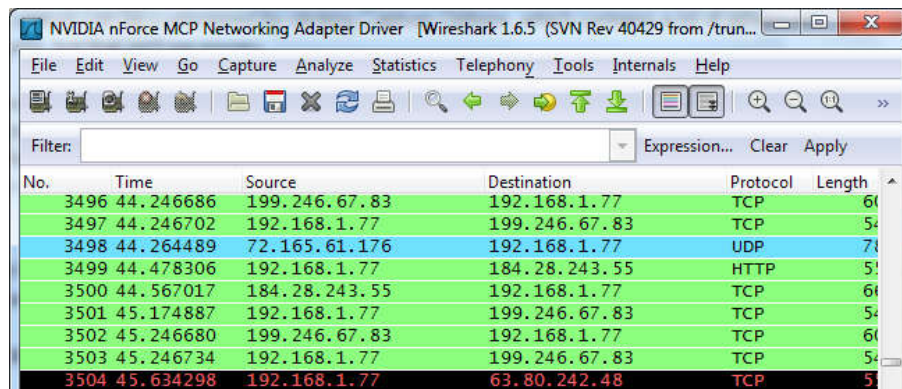 NVIDIA nForce MCP Networking Adapter Driver [Wireshark 1.6.5 (SVN Rev 40429 from /trun...
File Edit View Go Capture Analyze Statistics Telephony Tools Internals Help
Filter: Expression... Clear Apply
No. Time Source Destination Protocol Length
3496 44.246686 199.246.67.83 192.168.1.77 TCP
3497 44.246702 192.168.1.77 199.246.67.83 TCP
3498 44.264489 72.165.61.176 192.168.1.77 UDP
3499 44.478306 192.168.1.77 184.28.243.55 HTTP
3500 44.567017 184.28.243.55 192.168.1.77 TCP
3501 45.174887 192.168.1.77 199.246.67.83 TCP
3502 45.246680 199.246.67.83 192.168.1.77 TCP
3503 45.246734 192.168.1.77 199.246.67.83 TCP
3504 45.634298 192.168.1.77 63.80.242.48 TCP